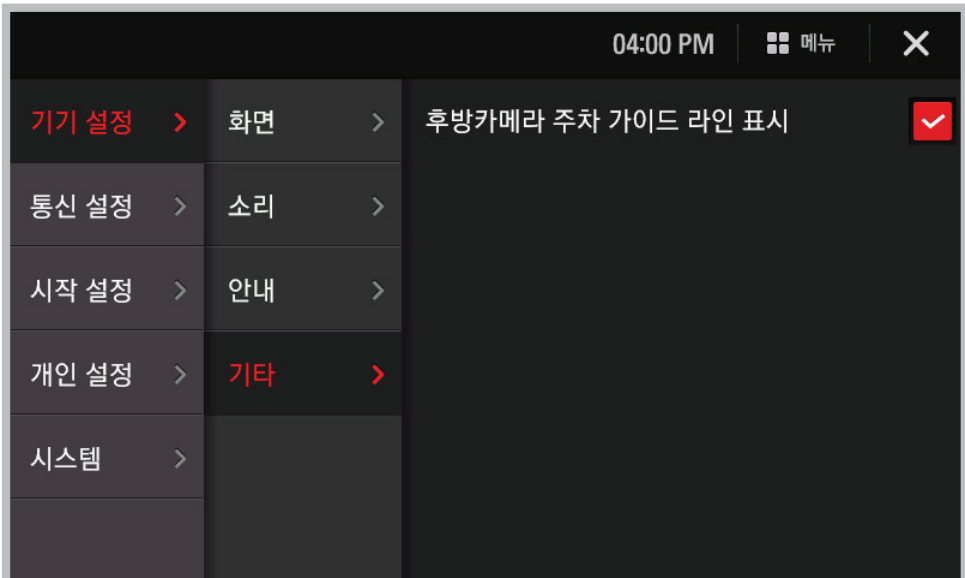 04:00 PM 메뉴
기기 설정
통신 설정
시작 설정
개인 설정
시스템
화면
소리
안내
기타
후방카메라 주차 가이드 라인 표시